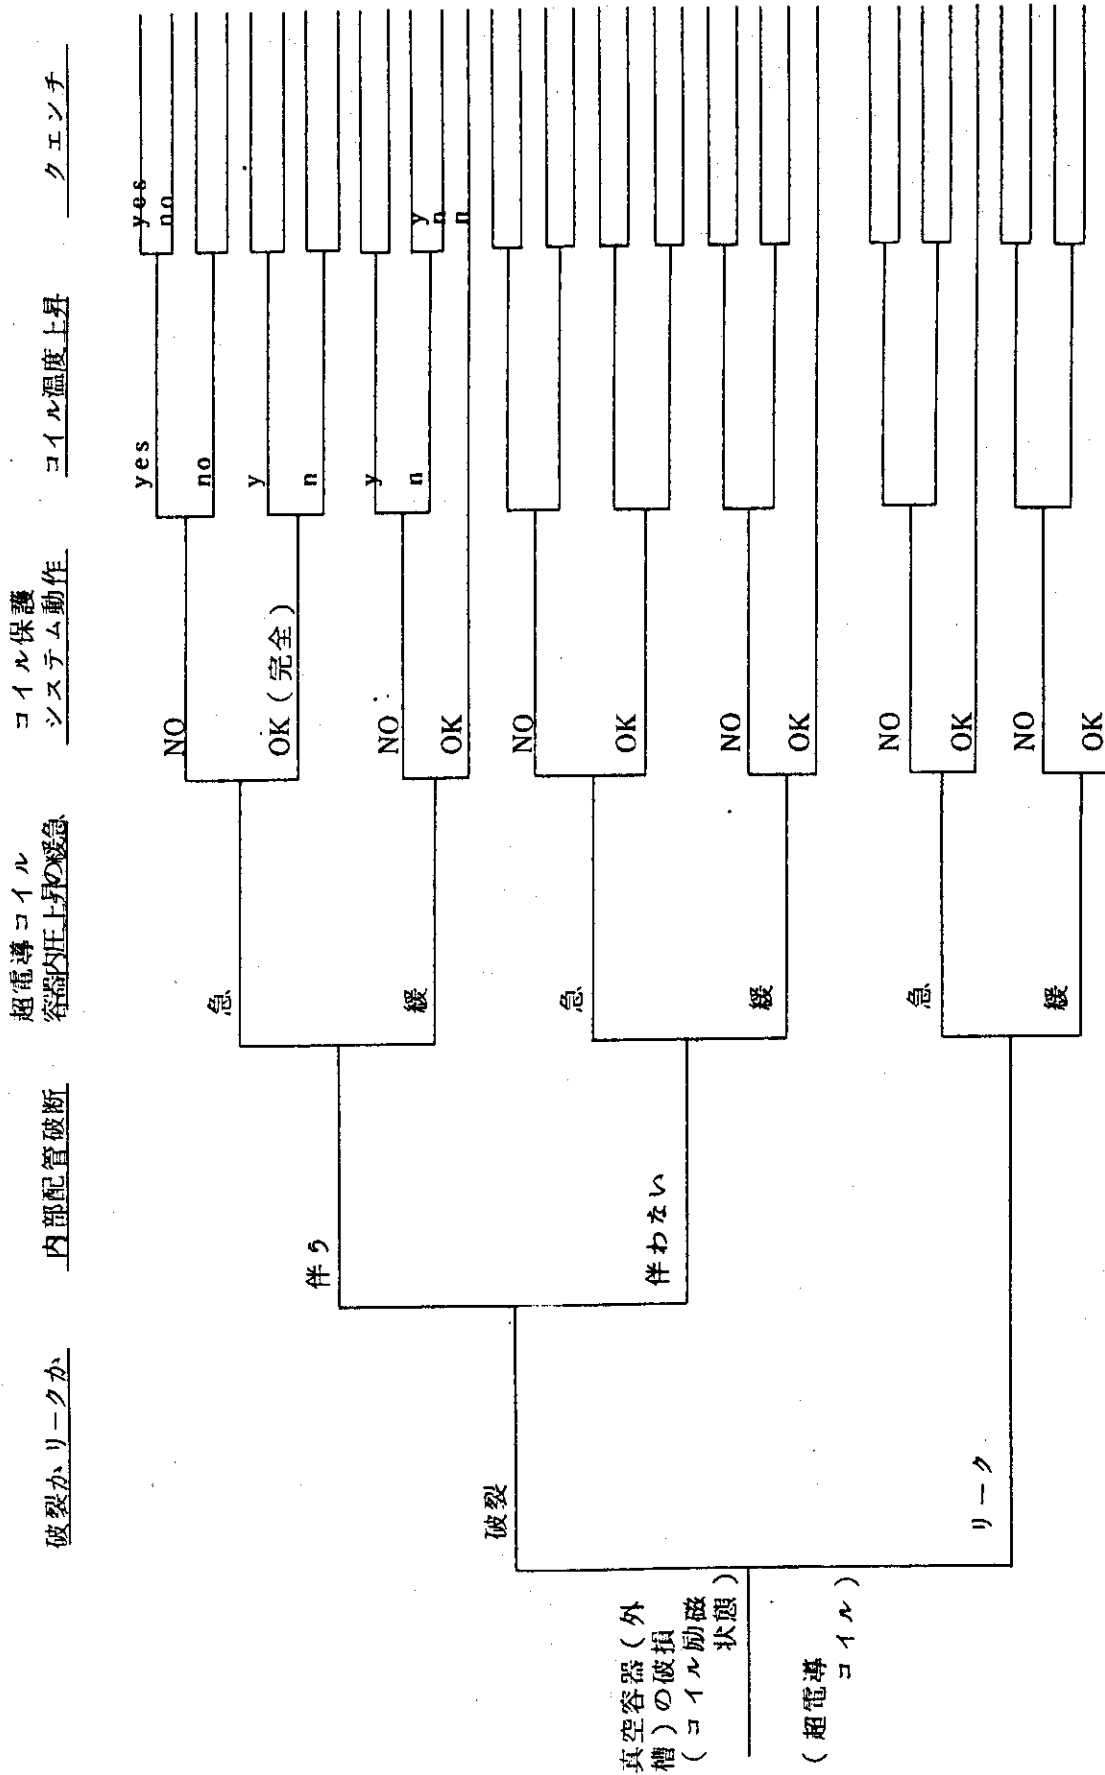 破裂かリークか
内部配管破断
超電導コイル
容器内圧上昇の緩急
コイル保護
システム動作
コイル温度上昇
クエンチ
真空容器(外
槽)の破損
(コイル励磁
状態)
(超電導
コイル)
破裂
リーク
伴う
伴わない
急
緩
急
緩
急
緩
NO
OK(完全)
NO
OK
NO
OK
NO
OK
NO
OK
NO
OK
yes
no
y
n
y
n
yes
no
y
n
n